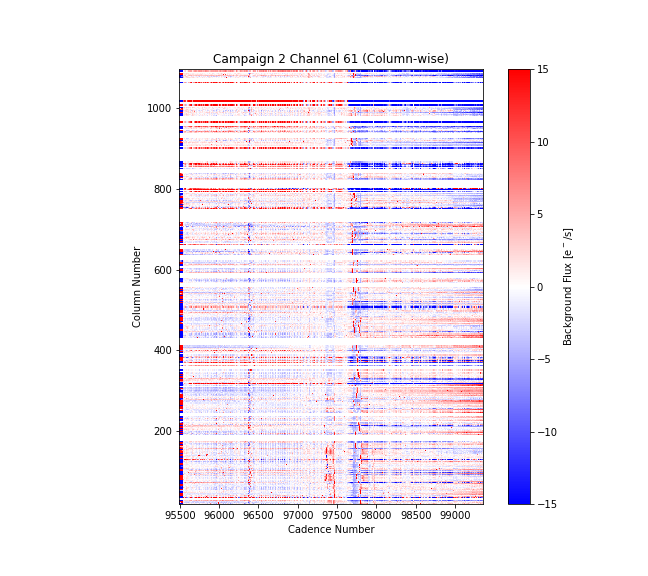 Campaign 2 Channel 61 (Column-wise)
1000
800
600
400
200
Column Number
95500 96000 96500 97000 97500 98000 98500 99000
Cadence Number
15
10
5
0
−5
−10
−15
Background Flux [e⁻/s]